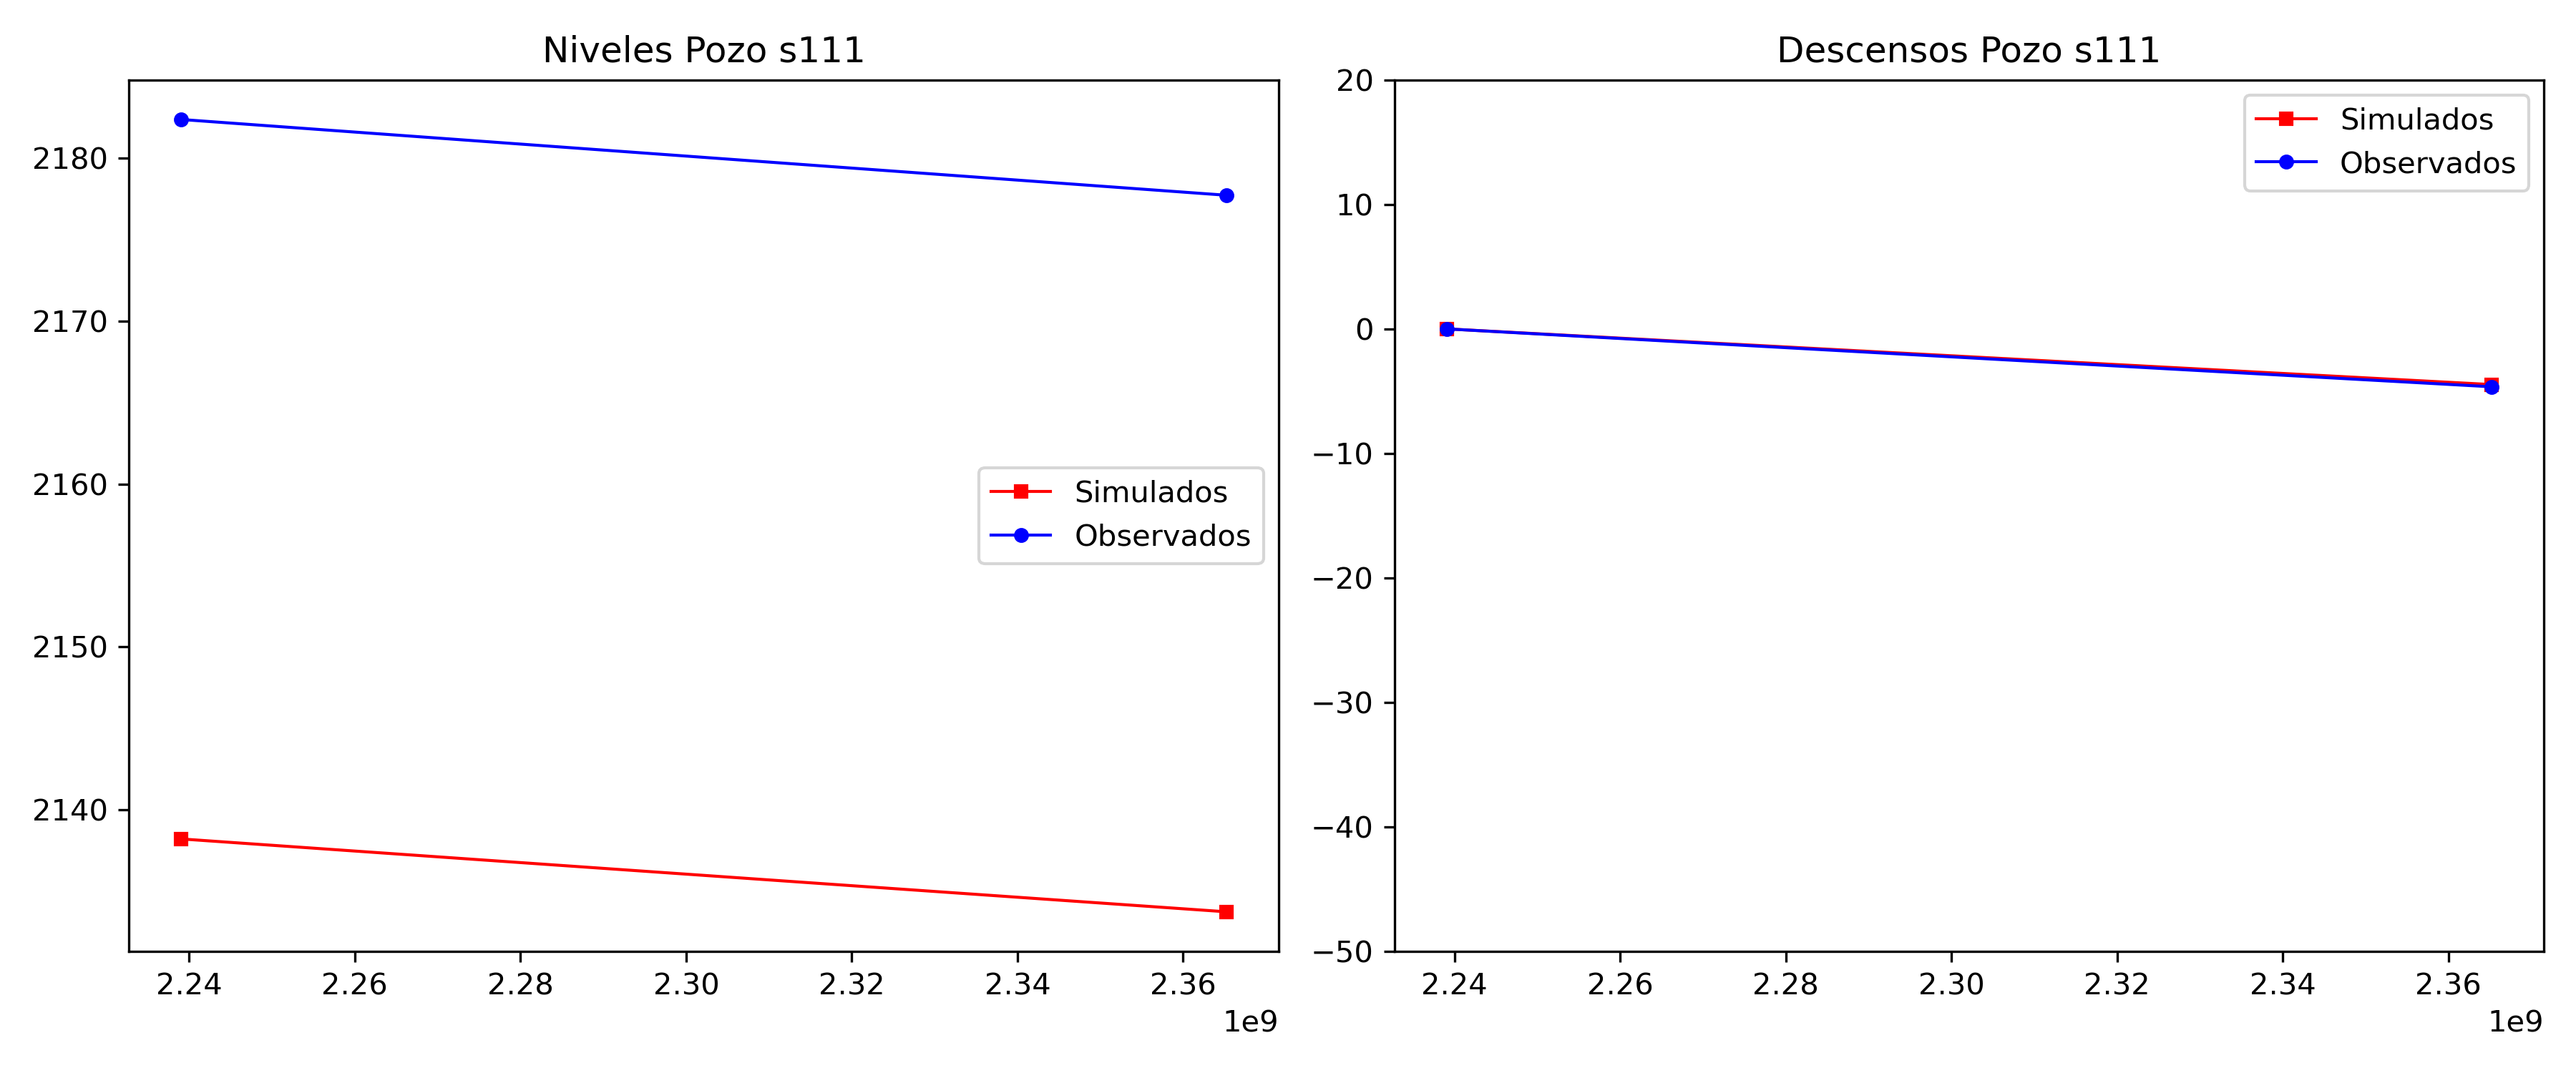 Niveles Pozo s111
2180
2170
2160
2150
2140
Simulados
Observados
2.24 2.26 2.28 2.30 2.32 2.34 2.36
1e9
Descensos Pozo s111
20
10
0
−10
−20
−30
−40
−50
Simulados
Observados
2.24 2.26 2.28 2.30 2.32 2.34 2.36
1e9